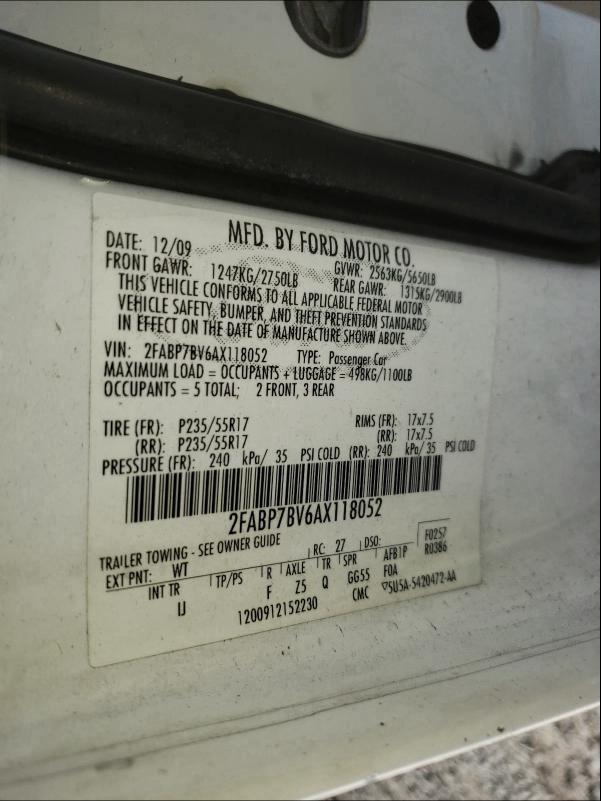 MFD. BY FORD MOTOR CO.
DATE: 12/09 GVWR: 2563KG/5650LB
FRONT GAWR: 1247KG/2750LB REAR GAWR: 1315KG/2900LB
THIS VEHICLE CONFORMS TO ALL APPLICABLE FEDERAL MOTOR
VEHICLE SAFETY, BUMPER, AND THEFT PREVENTION STANDARDS
IN EFFECT ON THE DATE OF MANUFACTURE SHOWN ABOVE.
VIN: 2FABP7BV6AX118052 TYPE: Passenger Car
MAXIMUM LOAD = OCCUPANTS + LUGGAGE = 498KG/1100LB
OCCUPANTS = 5 TOTAL; 2 FRONT, 3 REAR
TIRE (FR): P235/55R17 RIMS (FR): 17x7.5
(RR): P235/55R17 (RR): 17x7.5
PRESSURE (FR): 240 kPa/ 35 PSI COLD (RR): 240 kPa/ 35 PSI COLD
2FABP7BV6AX118052
TRAILER TOWING - SEE OWNER GUIDE F0257
EXT PNT: WT RC: 27 DSO: AFB1P R0386
INT TR TP/PS R AXLE TR SPR F0A
IJ F Z5 Q GG55
1200912152230 CMC 5U5A-5420472-AA